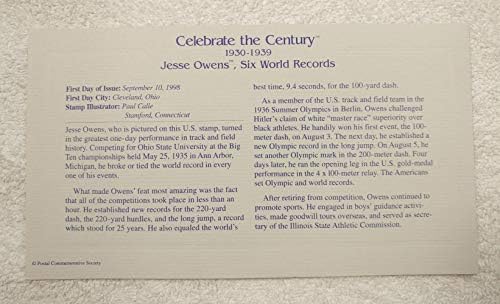 Celebrate the Century™
1930-1939
Jesse Owens™, Six World Records
First Day of Issue: September 10, 1998
First Day City: Cleveland, Ohio
Stamp Illustrator: Paul Calle
Stamford, Connecticut
Jesse Owens, who is pictured on this U.S. stamp, turned
in the greatest one-day performance in track and field
history. Competing for Ohio State University at the Big
Ten championships held May 25, 1935 in Ann Arbor,
Michigan, he broke or tied the world record in every
one of his events.
What made Owens' feat most amazing was the fact
that all of the competitions took place in less than an
hour. He established new records for the 220-yard
dash, the 220-yard hurdles, and the long jump, a record
which stood for 25 years. He also equaled the world's
best time, 9.4 seconds, for the 100-yard dash.
As a member of the U.S. track and field team in the
1936 Summer Olympics in Berlin, Owens challenged
Hitler's claim of white "master race" superiority over
black athletes. He handily won his first event, the 100-
meter dash, on August 3. The next day, he established a
new Olympic record in the long jump. On August 5, he
set another Olympic mark in the 200-meter dash. Four
days later, he ran the opening leg in the U.S. gold-medal
performance in the 4 x 100-meter relay. The Americans
set Olympic and world records.
After retiring from competition, Owens continued to
promote sports. He engaged in boys' guidance activi-
ties, made goodwill tours overseas, and served as secre-
tary of the Illinois State Athletic Commission.
© Postal Commemorative Society